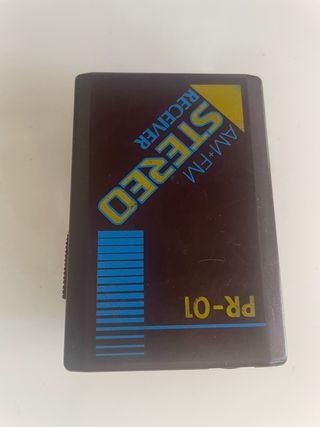 AM+FM
STEREO
RECEIVER
PR-01